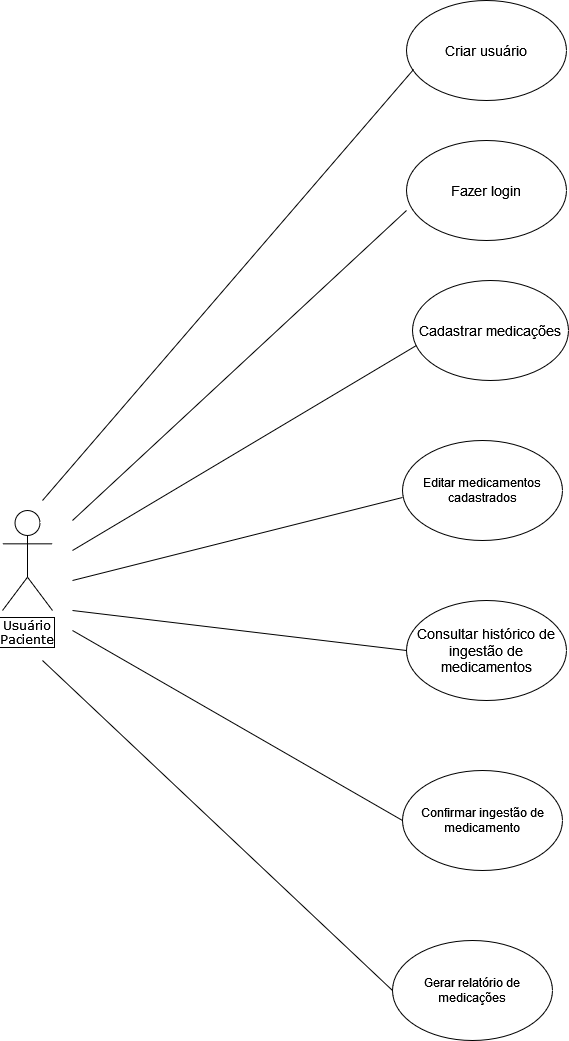 Criar usuário
Fazer login
Cadastrar medicações
Editar medicamentos
cadastrados
Usuário
Paciente
Consultar histórico de
ingestão de
medicamentos
Confirmar ingestão de
medicamento
Gerar relatório de
medicações